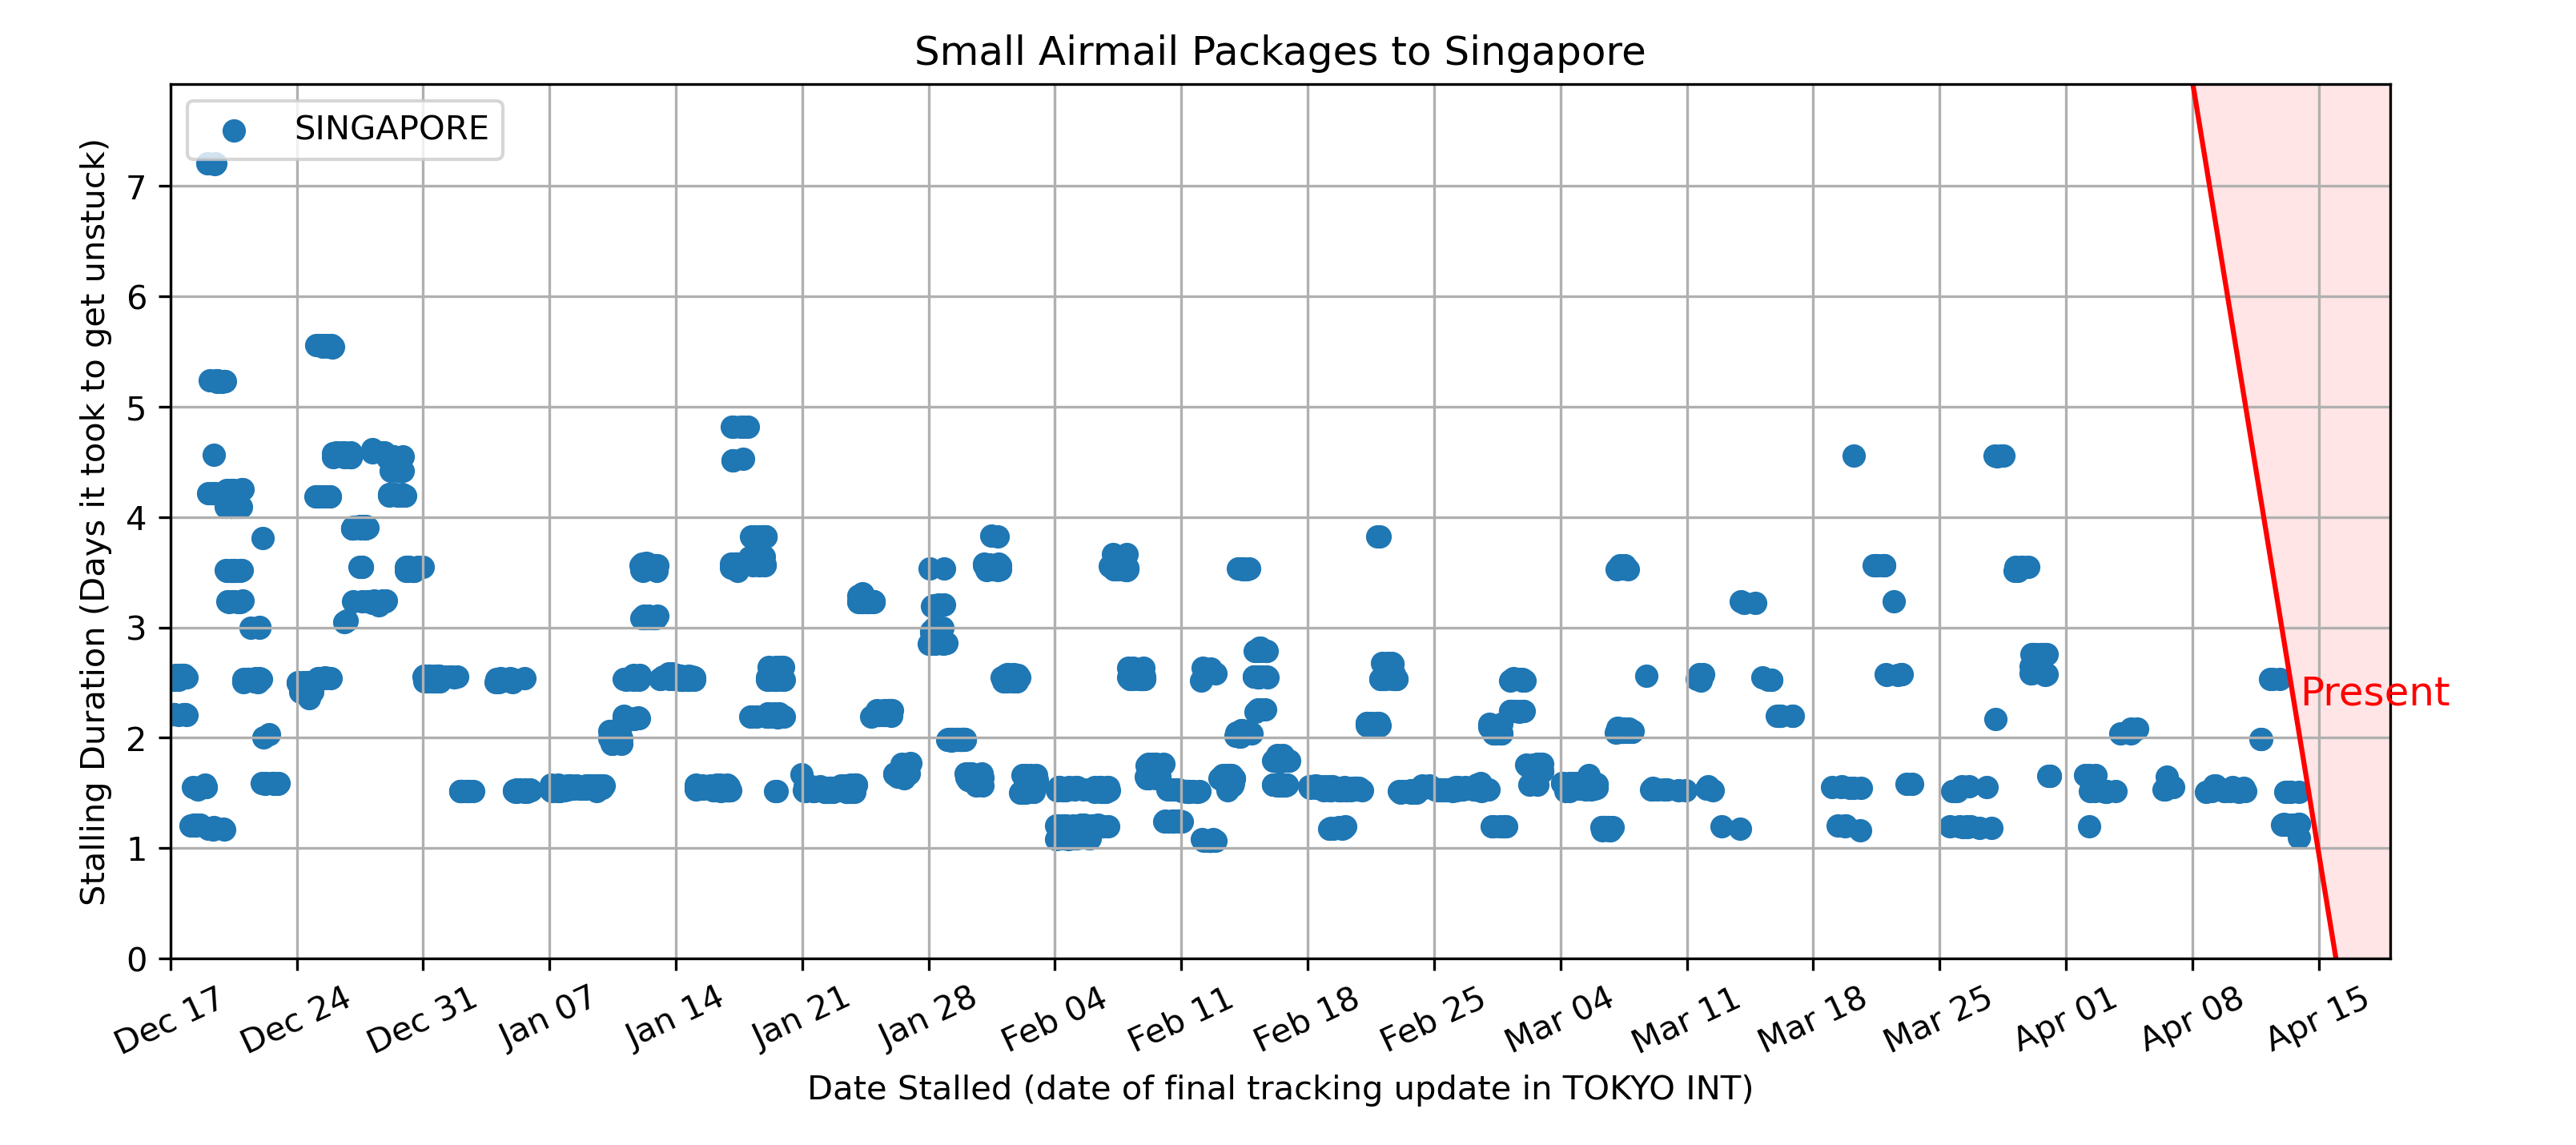 Small Airmail Packages to Singapore
SINGAPORE
Stalling Duration (Days it took to get unstuck)
7
6
5
4
3
2
1
0
Present
Dec 17
Dec 24
Dec 31
Jan 07
Jan 14
Jan 21
Jan 28
Feb 04
Feb 11
Feb 18
Feb 25
Mar 04
Mar 11
Mar 18
Mar 25
Apr 01
Apr 08
Apr 15
Date Stalled (date of final tracking update in TOKYO INT)